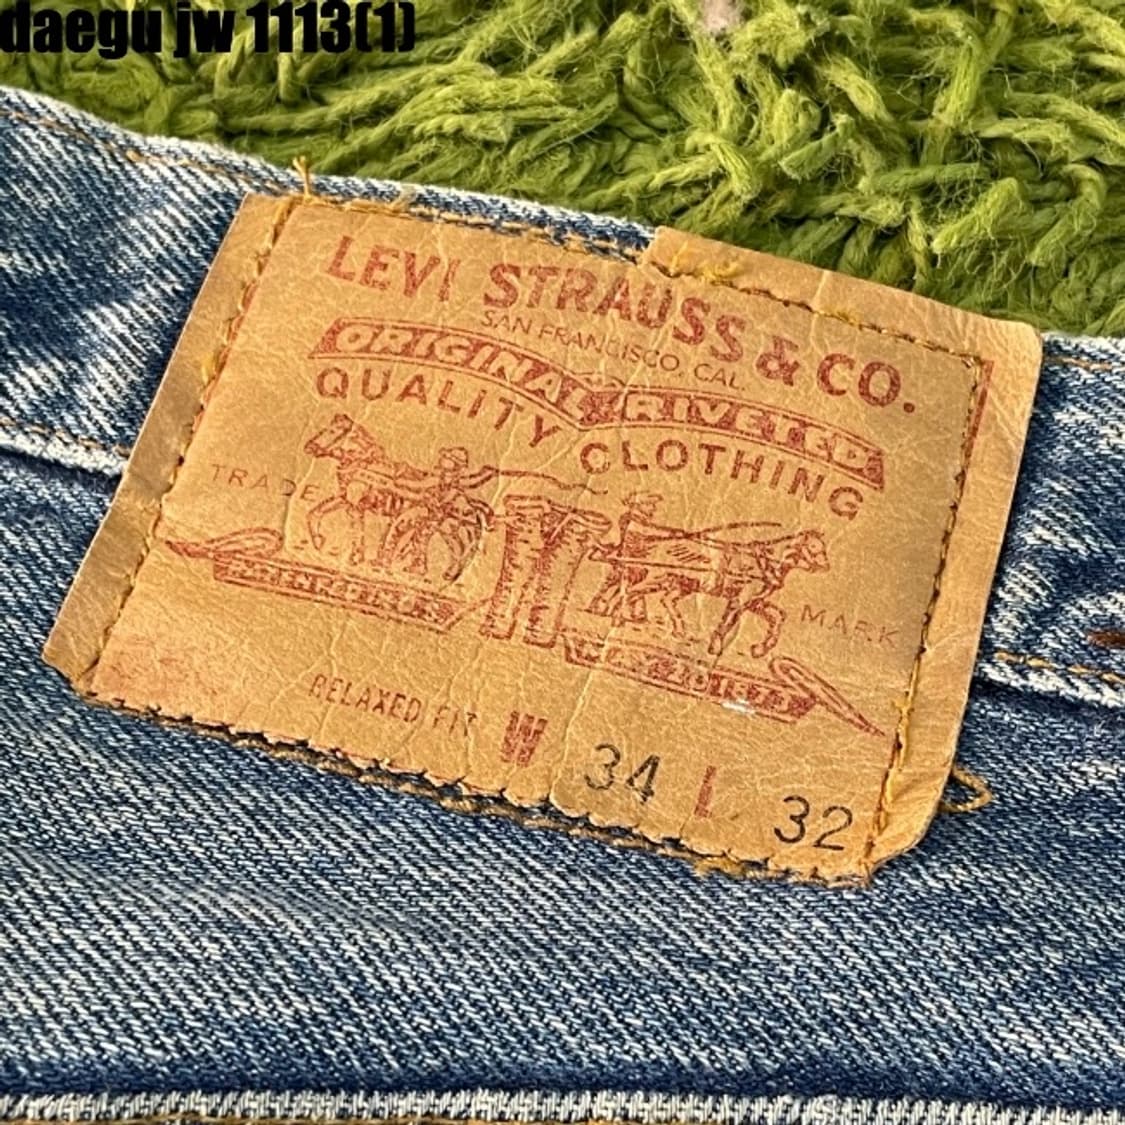 daegu jw 1113(1)
LEVI STRAUSS & CO.
SAN FRANCISCO, CAL.
ORIGINAL RIVETED
QUALITY CLOTHING
TRADE MARK
RELAXED FIT W 34 L 32